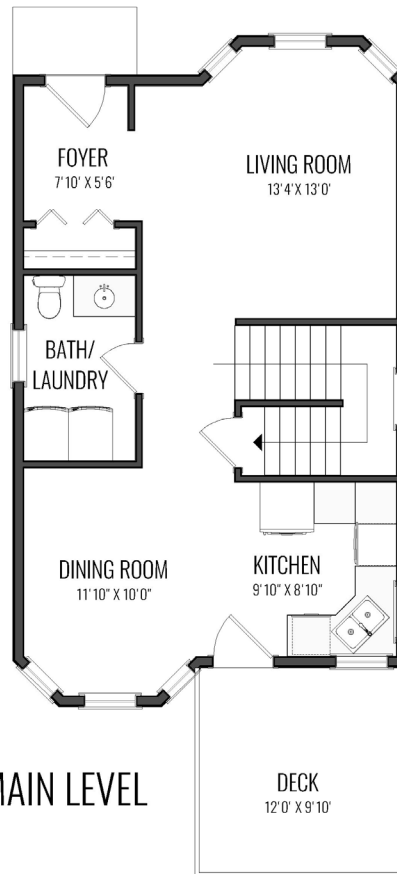 FOYER
7'10' X 5'6'
LIVING ROOM
13'4' X 13'0'
BATH/
LAUNDRY
DINING ROOM
11'10" X 10'0"
KITCHEN
9'10" X 8'10"
MAIN LEVEL
DECK
12'0' X 9'10'